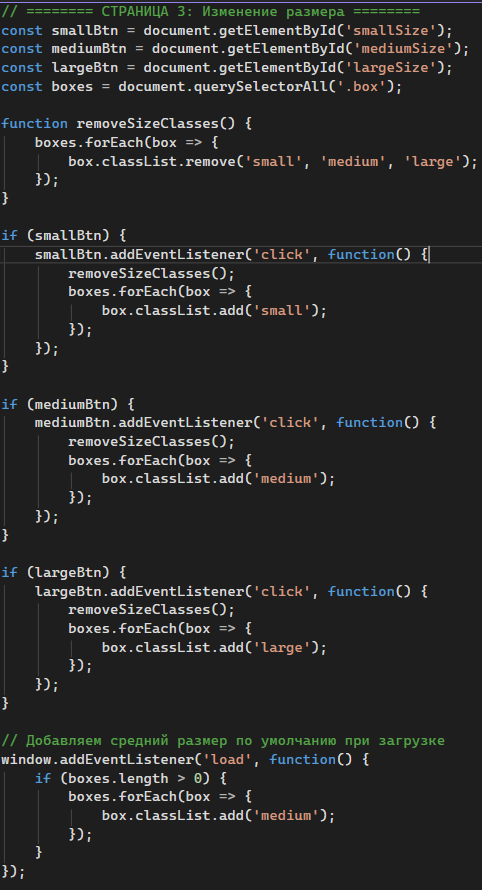 // ======== СТРАНИЦА 3: Изменение размера ========
const smallBtn = document.getElementById('smallSize');
const mediumBtn = document.getElementById('mediumSize');
const largeBtn = document.getElementById('largeSize');
const boxes = document.querySelectorAll('.box');

function removeSizeClasses() {
    boxes.forEach(box => {
        box.classList.remove('small', 'medium', 'large');
    });
}

if (smallBtn) {
    smallBtn.addEventListener('click', function() {
        removeSizeClasses();
        boxes.forEach(box => {
            box.classList.add('small');
        });
    });
}

if (mediumBtn) {
    mediumBtn.addEventListener('click', function() {
        removeSizeClasses();
        boxes.forEach(box => {
            box.classList.add('medium');
        });
    });
}

if (largeBtn) {
    largeBtn.addEventListener('click', function() {
        removeSizeClasses();
        boxes.forEach(box => {
            box.classList.add('large');
        });
    });
}

// Добавляем средний размер по умолчанию при загрузке
window.addEventListener('load', function() {
    if (boxes.length > 0) {
        boxes.forEach(box => {
            box.classList.add('medium');
        });
    }
});